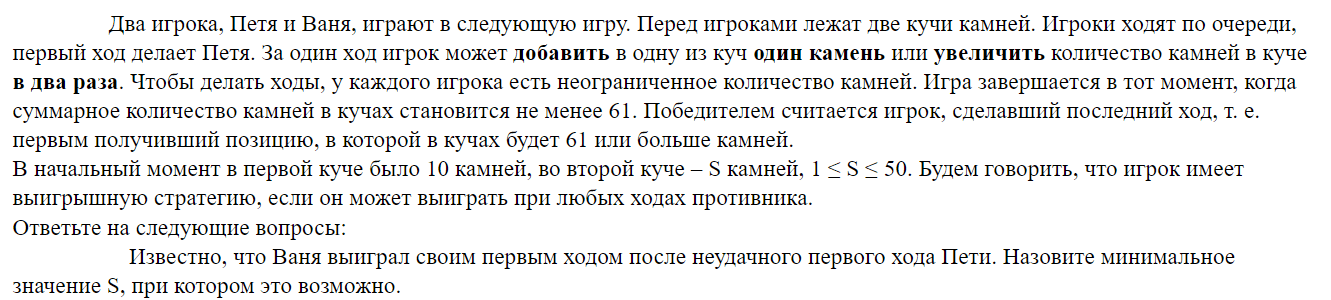 Два игрока, Петя и Ваня, играют в следующую игру. Перед игроками лежат две кучи камней. Игроки ходят по очереди,
первый ход делает Петя. За один ход игрок может добавить в одну из куч один камень или увеличить количество камней в куче
в два раза. Чтобы делать ходы, у каждого игрока есть неограниченное количество камней. Игра завершается в тот момент, когда
суммарное количество камней в кучах становится не менее 61. Победителем считается игрок, сделавший последний ход, т. е.
первым получивший позицию, в которой в кучах будет 61 или больше камней.
В начальный момент в первой куче было 10 камней, во второй куче – S камней, 1 ≤ S ≤ 50. Будем говорить, что игрок имеет
выигрышную стратегию, если он может выиграть при любых ходах противника.
Ответьте на следующие вопросы:
Известно, что Ваня выиграл своим первым ходом после неудачного первого хода Пети. Назовите минимальное
значение S, при котором это возможно.